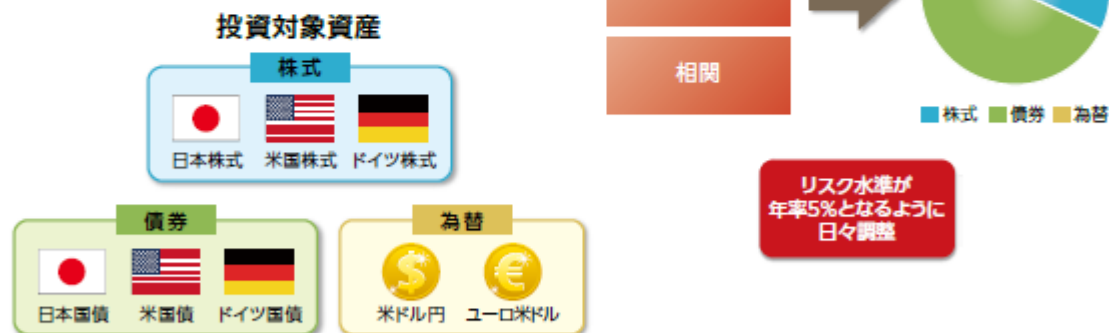 投資対象資産
株式
日本株式 米国株式 ドイツ株式
債券
日本国債 米国債 ドイツ国債
為替
$ €
米ドル円 ユーロ米ドル
相関
株式 債券 為替
リスク水準が
年率5%となるように
日々調整